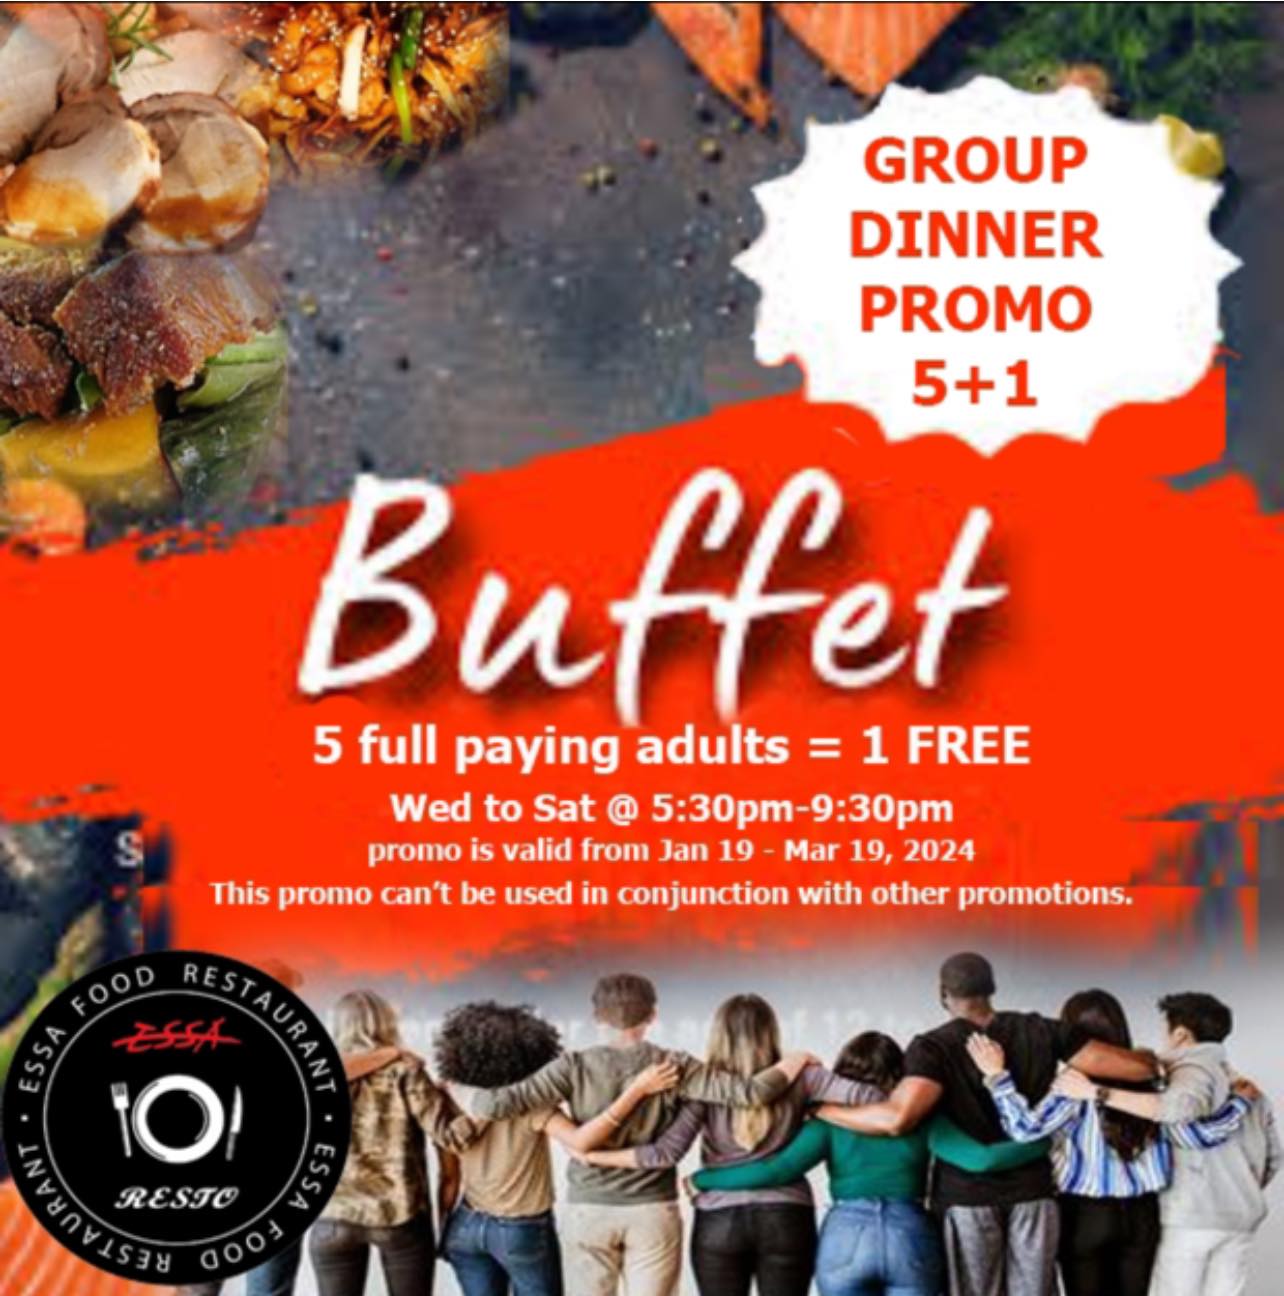 GROUP
DINNER
PROMO
5+1
Buffet
5 full paying adults = 1 FREE
Wed to Sat @ 5:30pm-9:30pm
promo is valid from Jan 19 - Mar 19, 2024
This promo can't be used in conjunction with other promotions.
ESSA FOOD RESTAURANT • ESSA FOOD RESTAURANT •
ESSA
RESTO